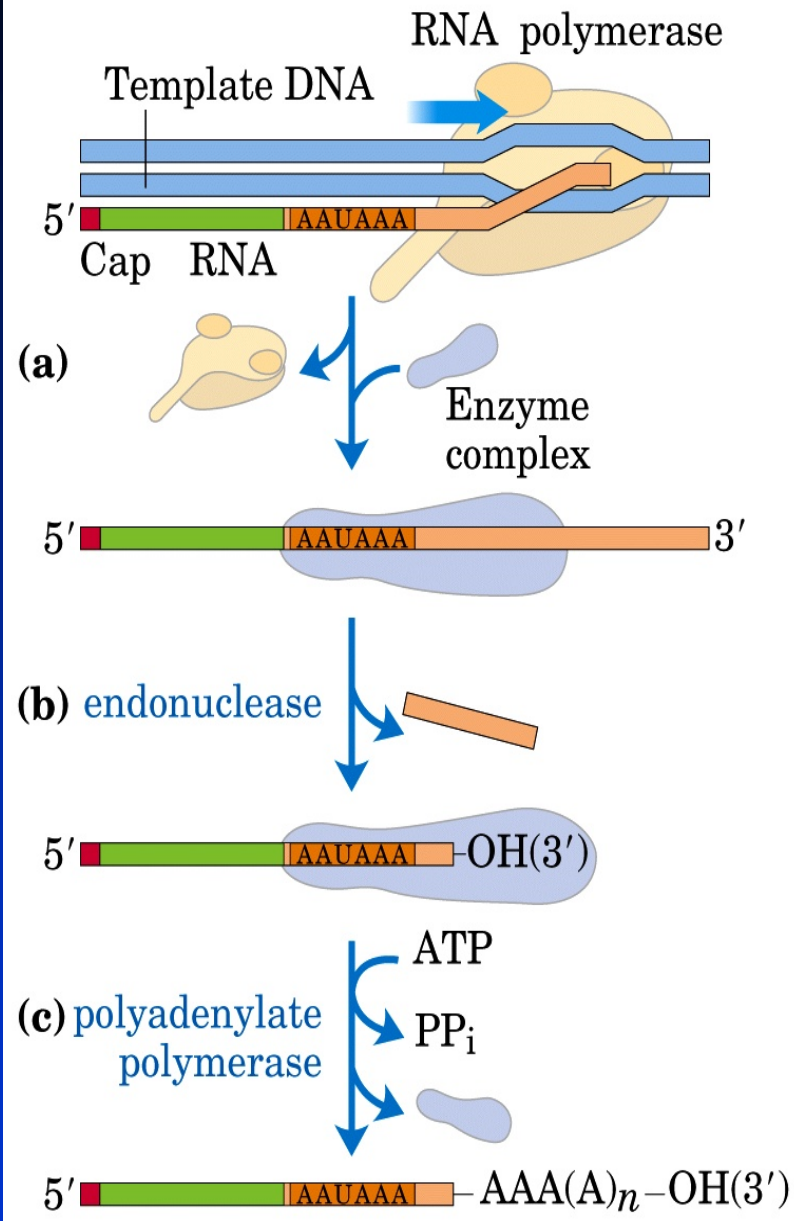 RNA polymerase
Template DNA
5′ AAUAAA
Cap RNA
(a)
Enzyme
complex
5′ AAUAAA 3′
(b) endonuclease
5′ AAUAAA -OH(3′)
ATP
(c) polyadenylate
polymerase
PPi
5′ AAUAAA - AAA(A)n-OH(3′)